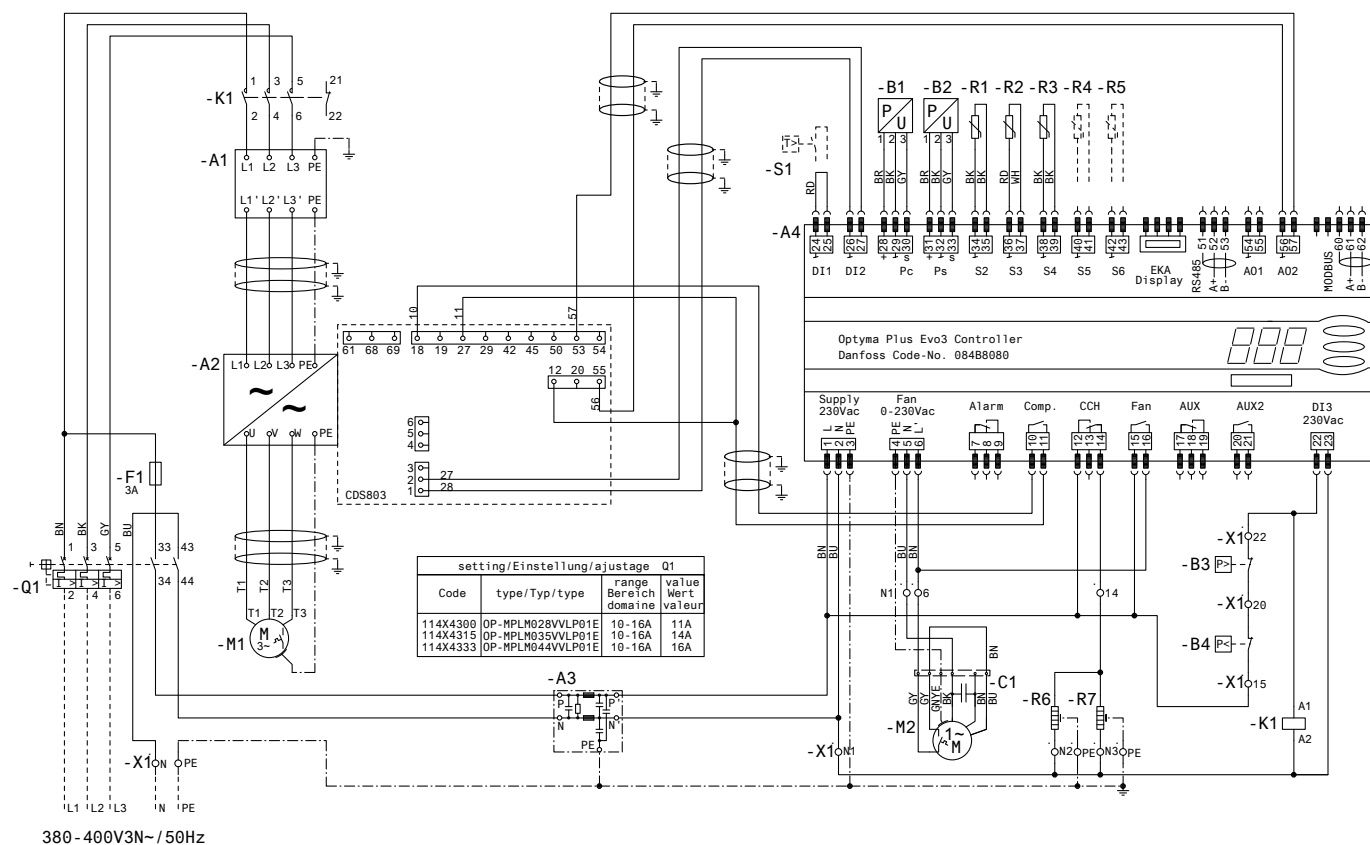 1 3 5 21
-K1
2 4 6 22
-A1 L1 L2 L3 PE
L1' L2' L3' PE
-B1 -B2 -R1 -R2 -R3 -R4 -R5
P U P U
1 2 3 1 2 3
T> -S1
RD BR BK GY BR BK GY BK BK RD WH BK BK
-A4
24 25 26 27 28 29 30 31 32 33 34 35 36 37 38 39 40 41 42 43 51 52 53 54 55 56 57 60 61 62
+ - s + - s
DI1 DI2 Pc Ps S2 S3 S4 S5 S6 EKA Display RS485 A+ B- AO1 AO2 MODBUS A+ B-
10 11 57
61 68 69 18 19 27 29 42 45 50 53 54
12 20 55
56
-A2 L1 L2 L3 PE
~
~
U V W PE
6
5
4
3
2 27
1 28
CDS803
Optyma Plus Evo3 Controller
Danfoss Code-No. 084B8080
Supply 230Vac Fan 0-230Vac Alarm Comp. CCH Fan AUX AUX2 DI3 230Vac
L N PE PE N L'
1 2 3 4 5 6 7 8 9 10 11 12 13 14 15 16 17 18 19 20 21 22 23
-F1
3A
BN BK GY BU
1 3 5 33 43
-Q1 I> I> I>
2 4 6 34 44
T1 T2 T3
T1 T2 T3
-M1 M 3~
setting/Einstellung/ajustage Q1
Code type/Typ/type range Bereich domaine value Wert valeur
114X4300 OP-MPLM028VVLP01E 10-16A 11A
114X4315 OP-MPLM035VVLP01E 10-16A 14A
114X4333 OP-MPLM044VVLP01E 10-16A 16A
BN BU BU BN
N1 6 14
-X1 22
-B3 P>
-X1 20
-B4 P<
-X1 15
-A3
P P'
N N'
PE
BN
-C1
GY GY GNYE BK BN BU
-M2 1~ M
-R6 -R7
-K1 A1
A2
-X1 N1 N2 PE N3 PE
-X1 N PE
L1 L2 L3 N PE
380-400V3N~/50Hz